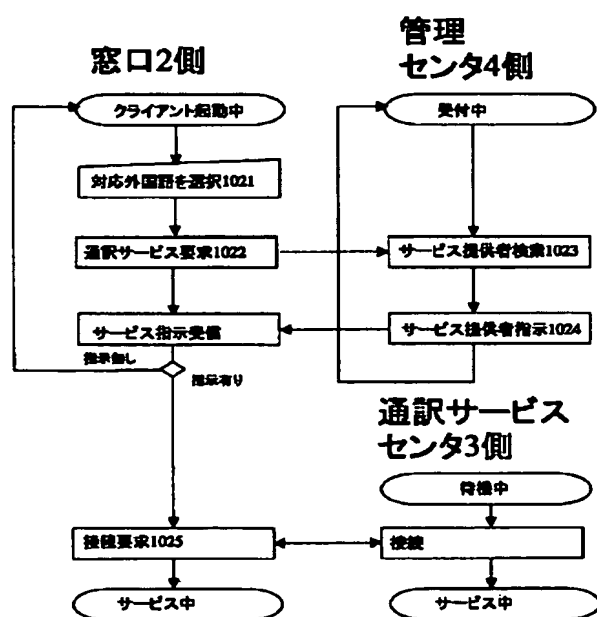 窓口2側
管理
センタ4側
クライアント起動中
受付中
対応外国語を選択1021
通訳サービス要求1022
サービス提供者検索1023
サービス指示受信
サービス提供者指示1024
指示無し
指示有り
通訳サービス
センタ3側
待機中
接続要求1025
接続
サービス中
サービス中